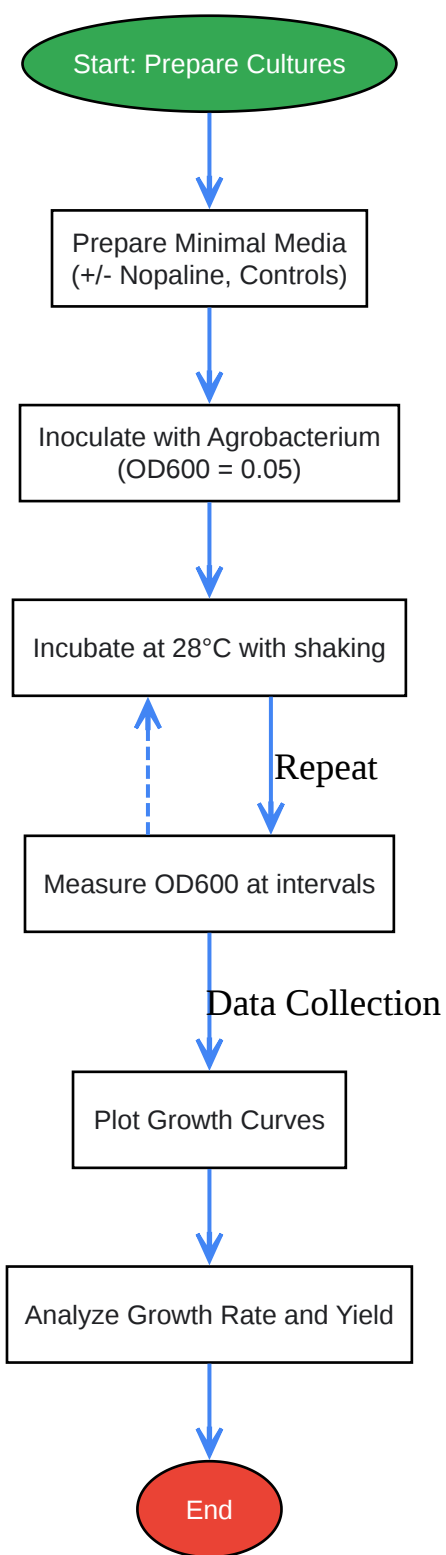 Start: Prepare Cultures
Prepare Minimal Media
(+/- Nopaline, Controls)
Inoculate with Agrobacterium
(OD600 = 0.05)
Incubate at 28°C with shaking
Repeat
Measure OD600 at intervals
Data Collection
Plot Growth Curves
Analyze Growth Rate and Yield
End